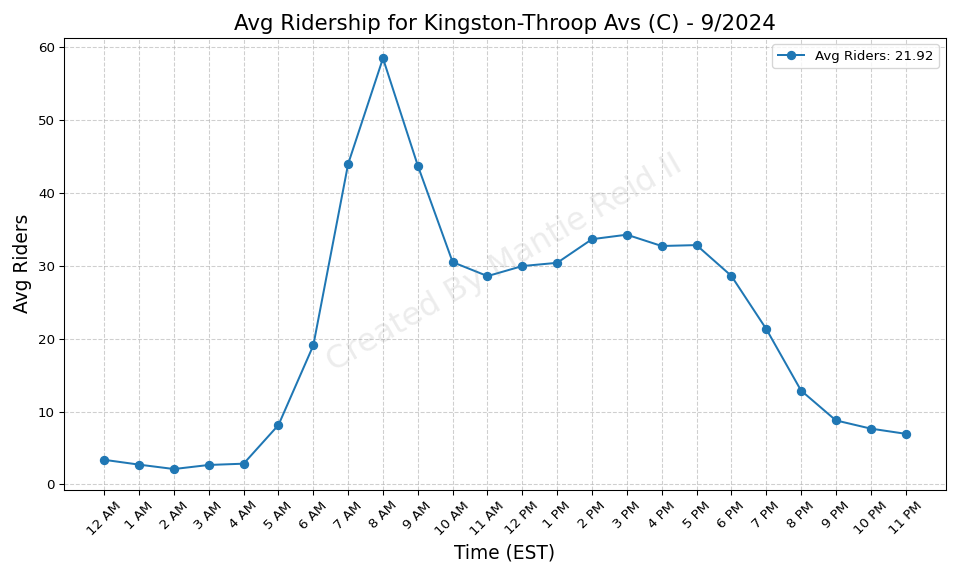 Avg Ridership for Kingston-Throop Avs (C) - 9/2024
Avg Riders: 21.92
Avg Riders
60
50
40
30
20
10
0
Created By Mantie Reid II
12 AM
1 AM
2 AM
3 AM
4 AM
5 AM
6 AM
7 AM
8 AM
9 AM
10 AM
11 AM
12 PM
1 PM
2 PM
3 PM
4 PM
5 PM
6 PM
7 PM
8 PM
9 PM
10 PM
11 PM
Time (EST)